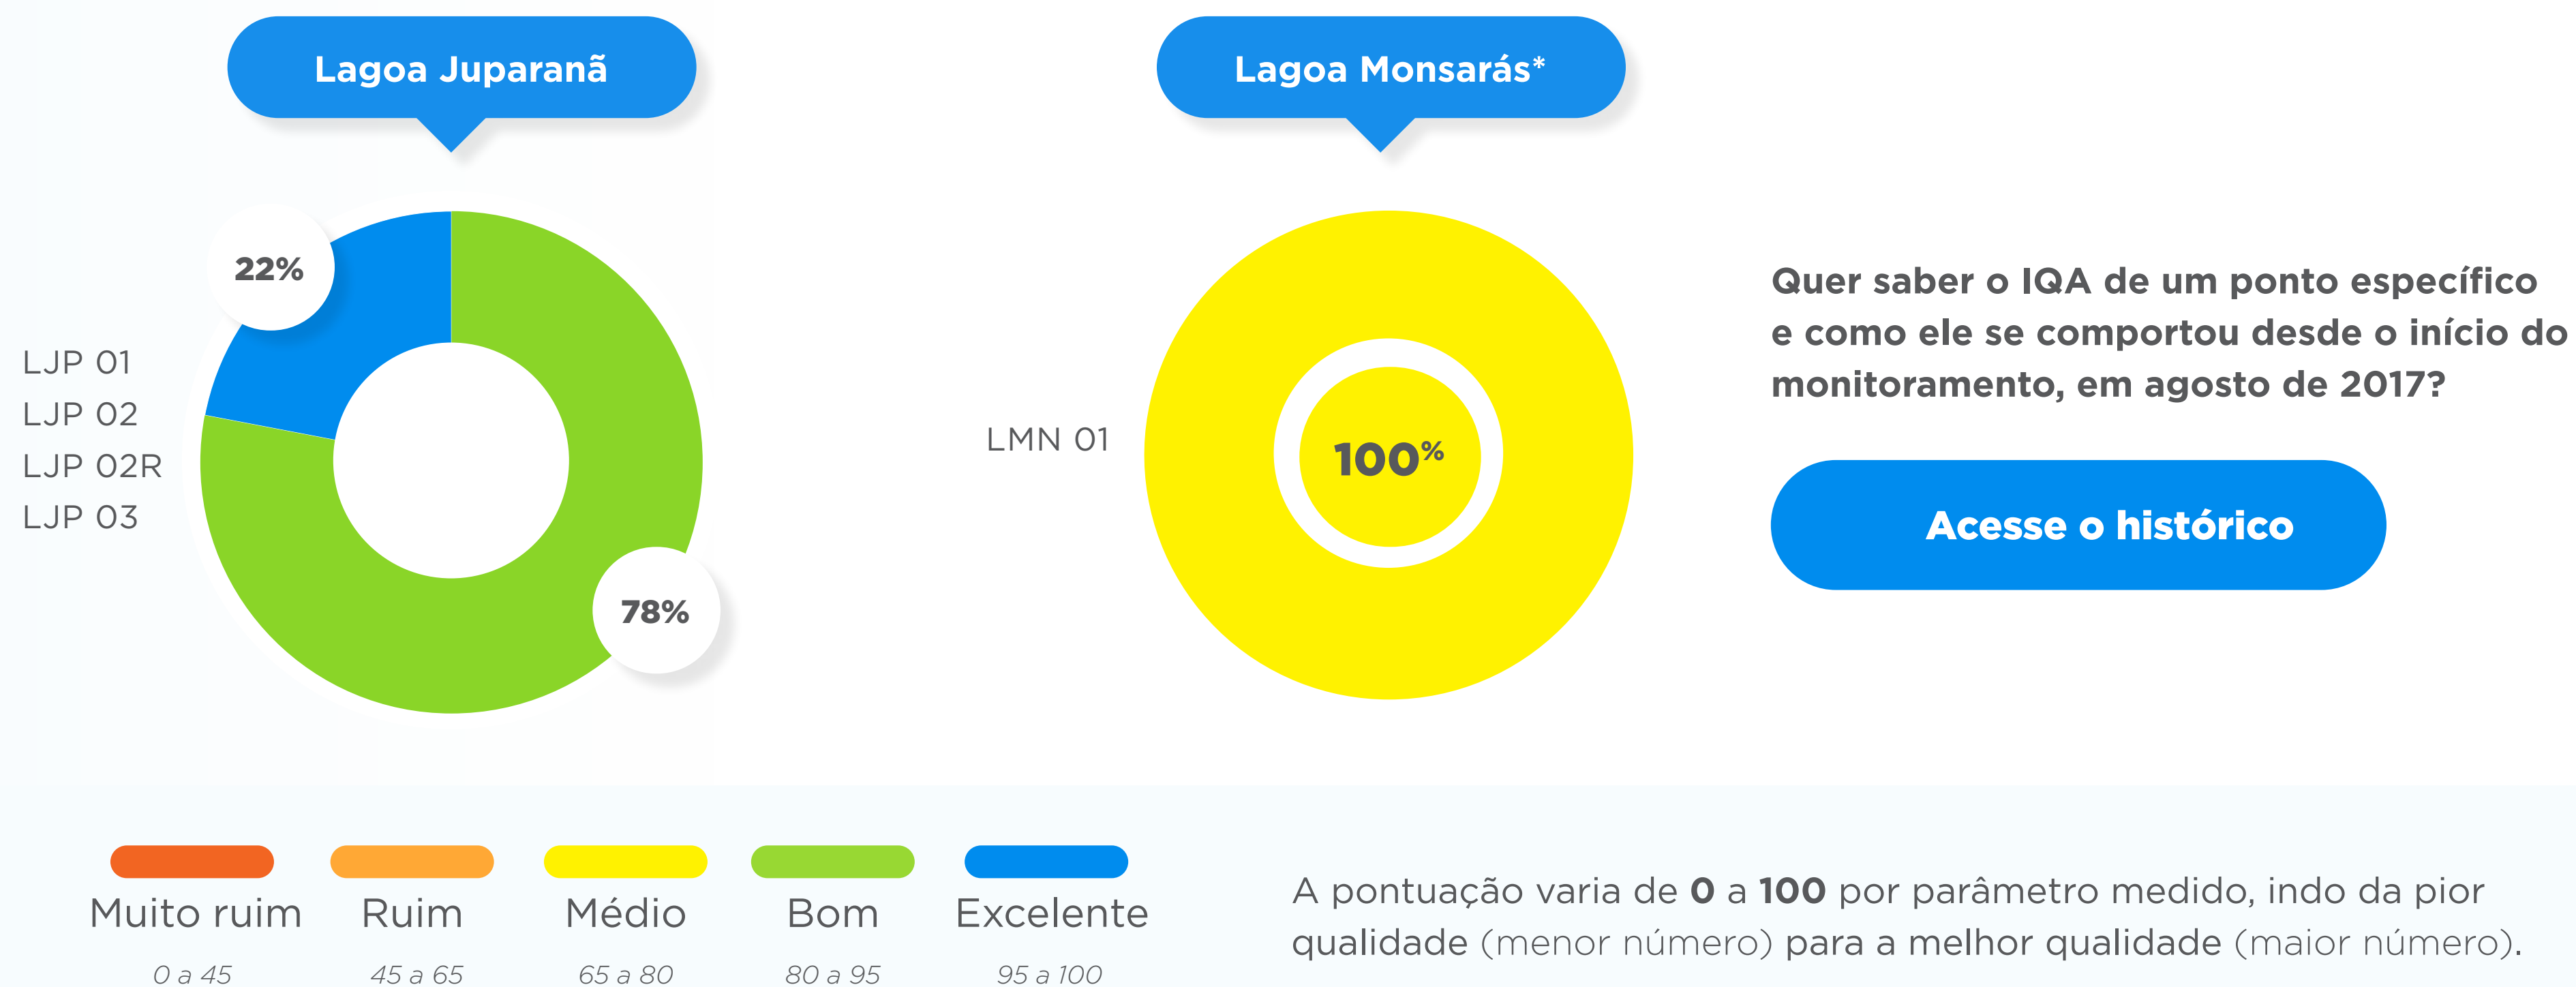 Lagoa Juparanã
22%
LJP 01
LJP 02
LJP 02R
LJP 03
78%
Lagoa Monsarás*
LMN 01
100%
Quer saber o IQA de um ponto específico
e como ele se comportou desde o início do
monitoramento, em agosto de 2017?
Acesse o histórico
Muito ruim
0 a 45
Ruim
45 a 65
Médio
65 a 80
Bom
80 a 95
Excelente
95 a 100
A pontuação varia de 0 a 100 por parâmetro medido, indo da pior
qualidade (menor número) para a melhor qualidade (maior número).